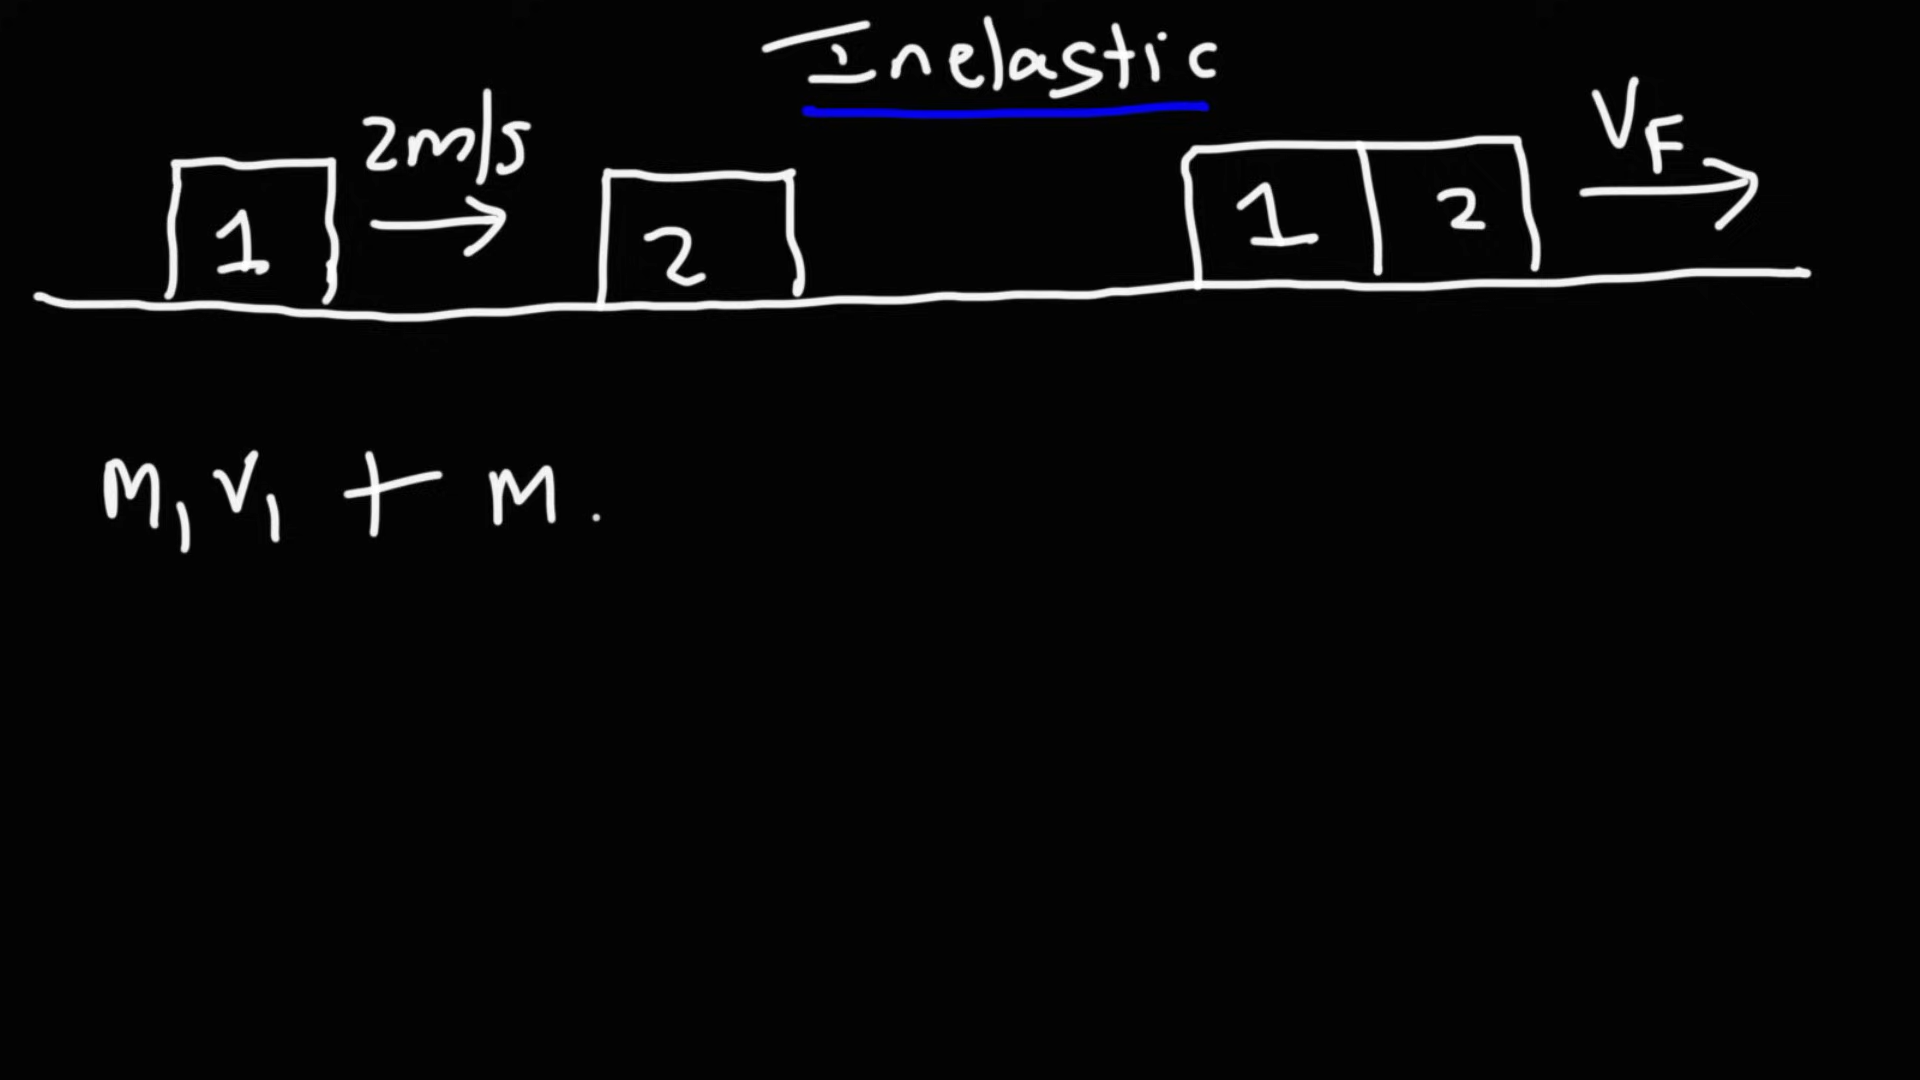 Inelastic
2m/s
VF
1
2
1
2
m₁v₁ + m.